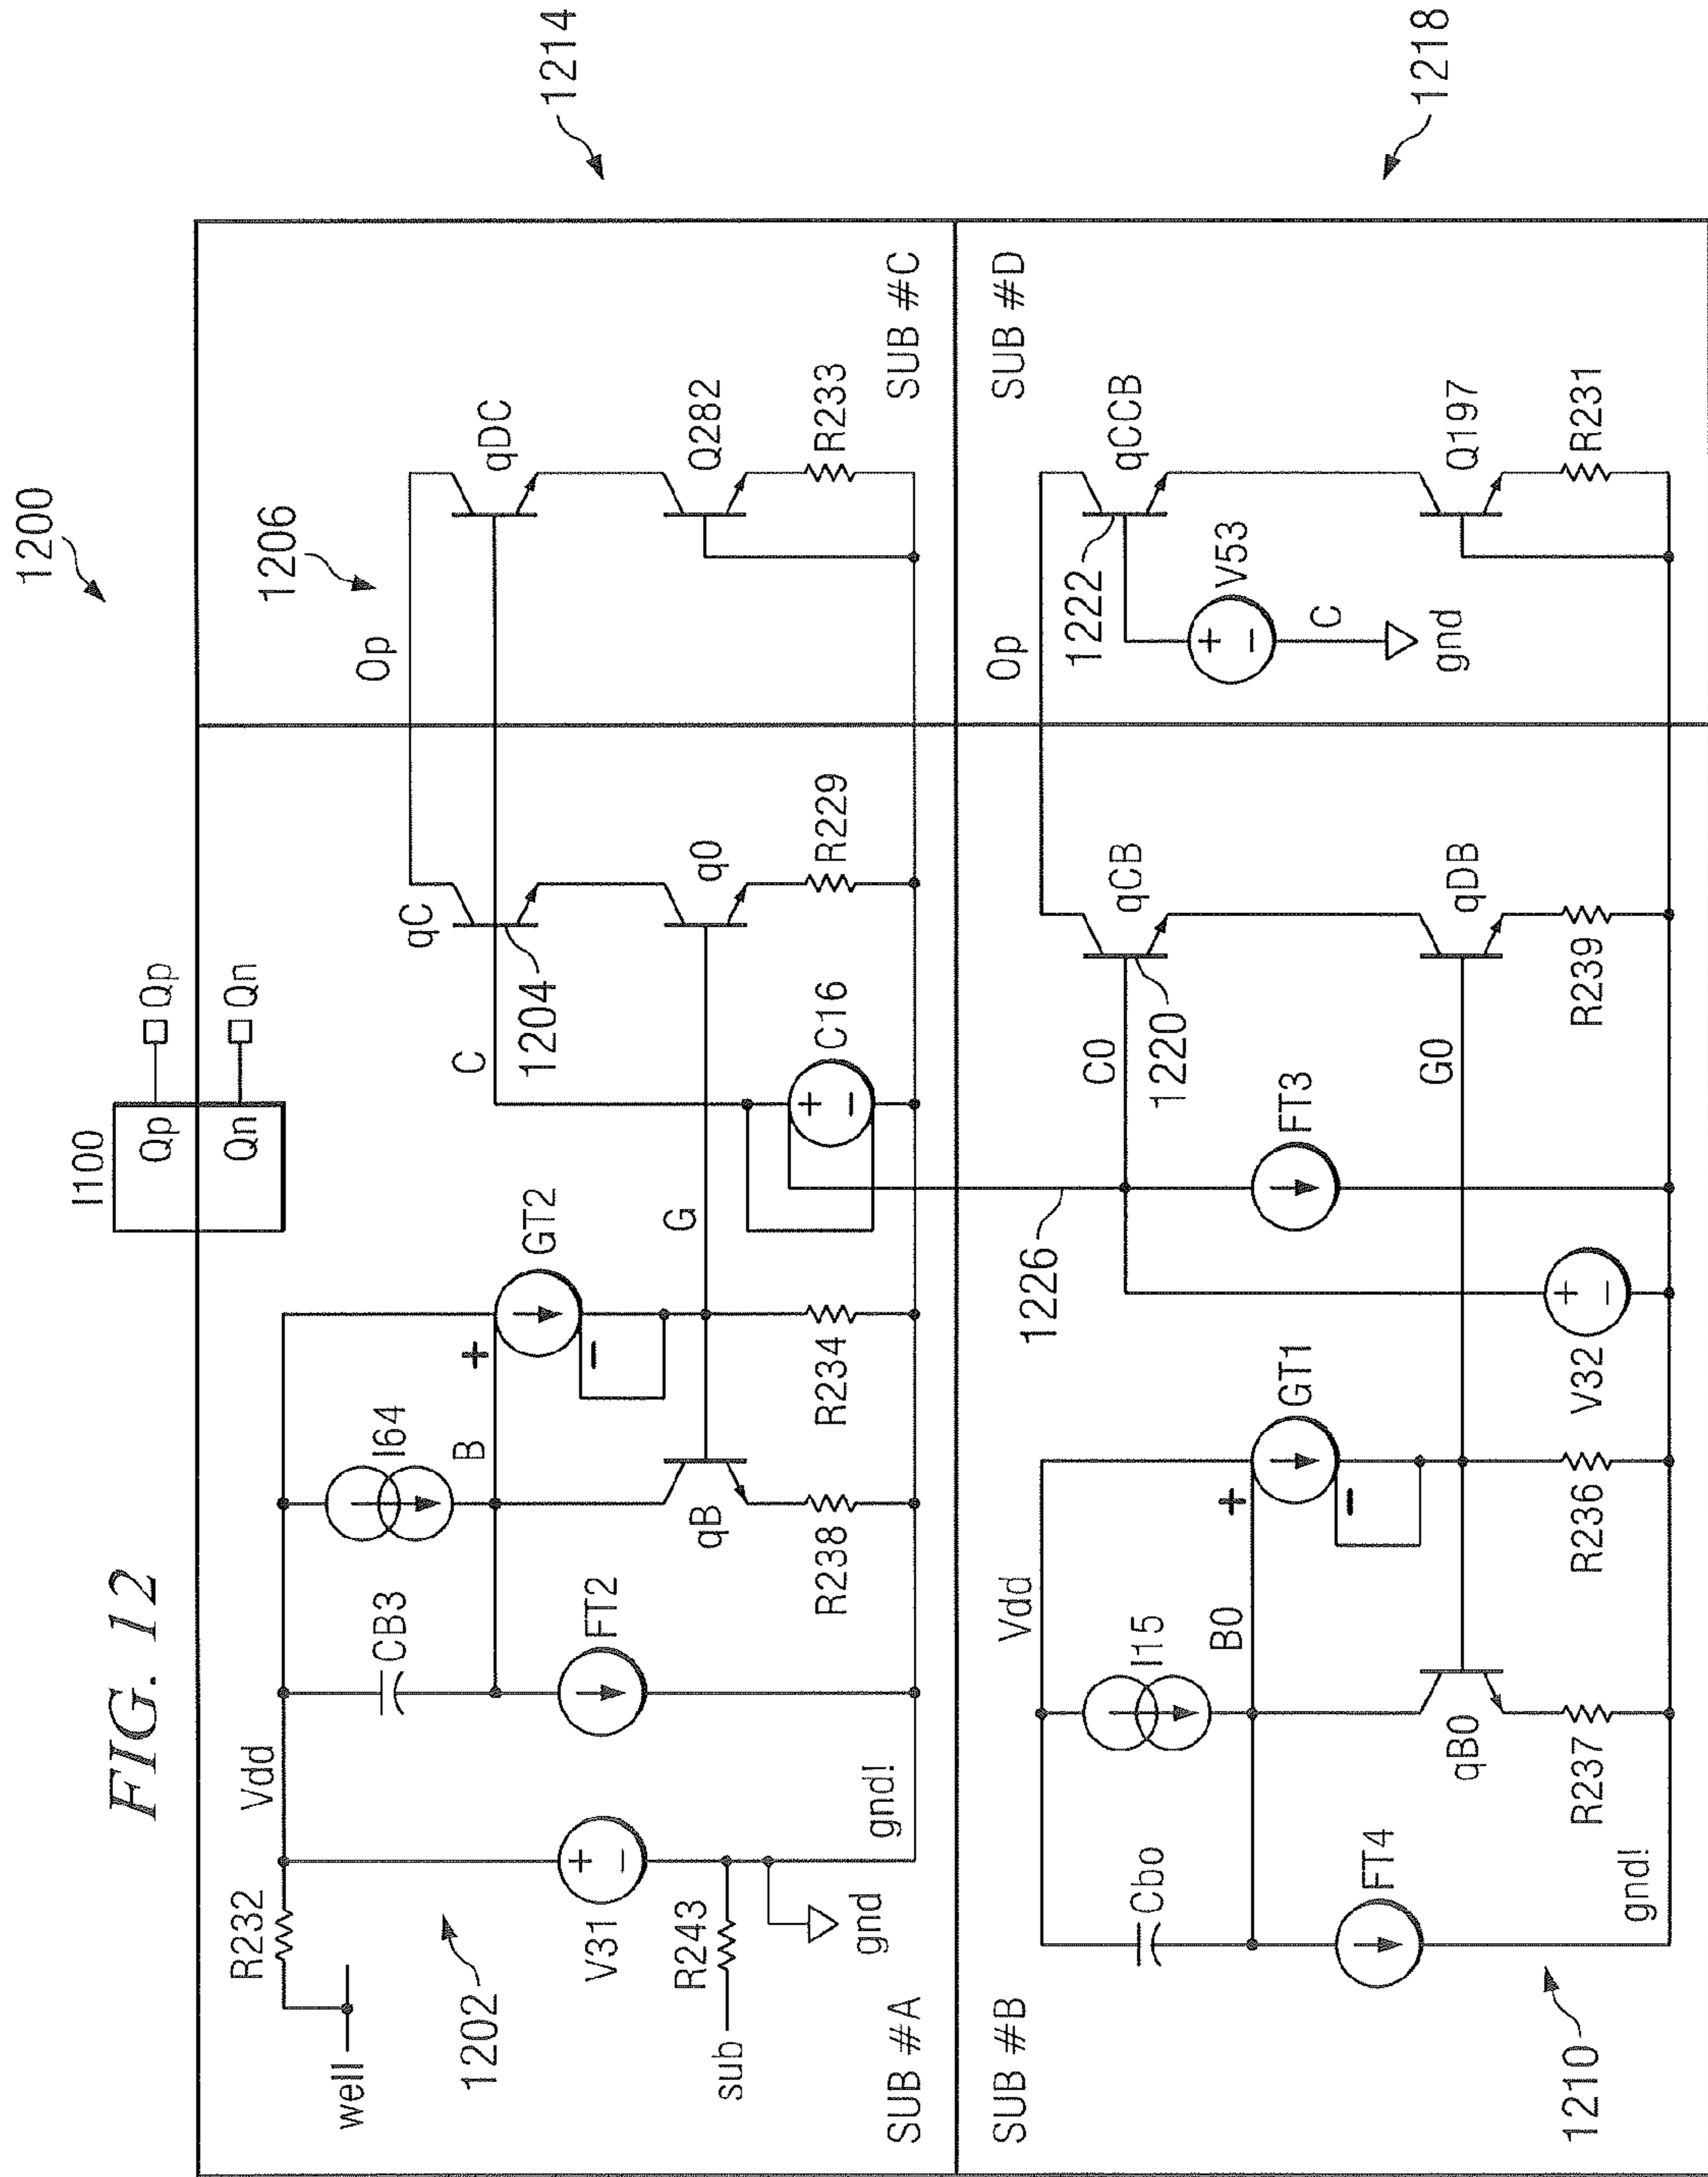 FIG. 12
1200
I100
Qp
Qp
Qn
Qn
1214
1206
R232
Vdd
well
CB3
I64
B
GT2
+
-
C
qC
Op
qDC
1202
V31
+
-
FT2
qB
G
1204
q0
Q282
R243
sub
gnd
gnd!
R238
R234
C16
+
-
R229
R233
SUB #A
SUB #C
SUB #B
SUB #D
1218
Vdd
Cbo
I15
B0
GT1
+
-
1226
C0
qCB
Op
1222
qCCB
1220
FT3
V53
+
-
C
gnd
FT4
qB0
G0
qDB
Q197
gnd!
R237
R236
V32
+
-
R239
R231
1210